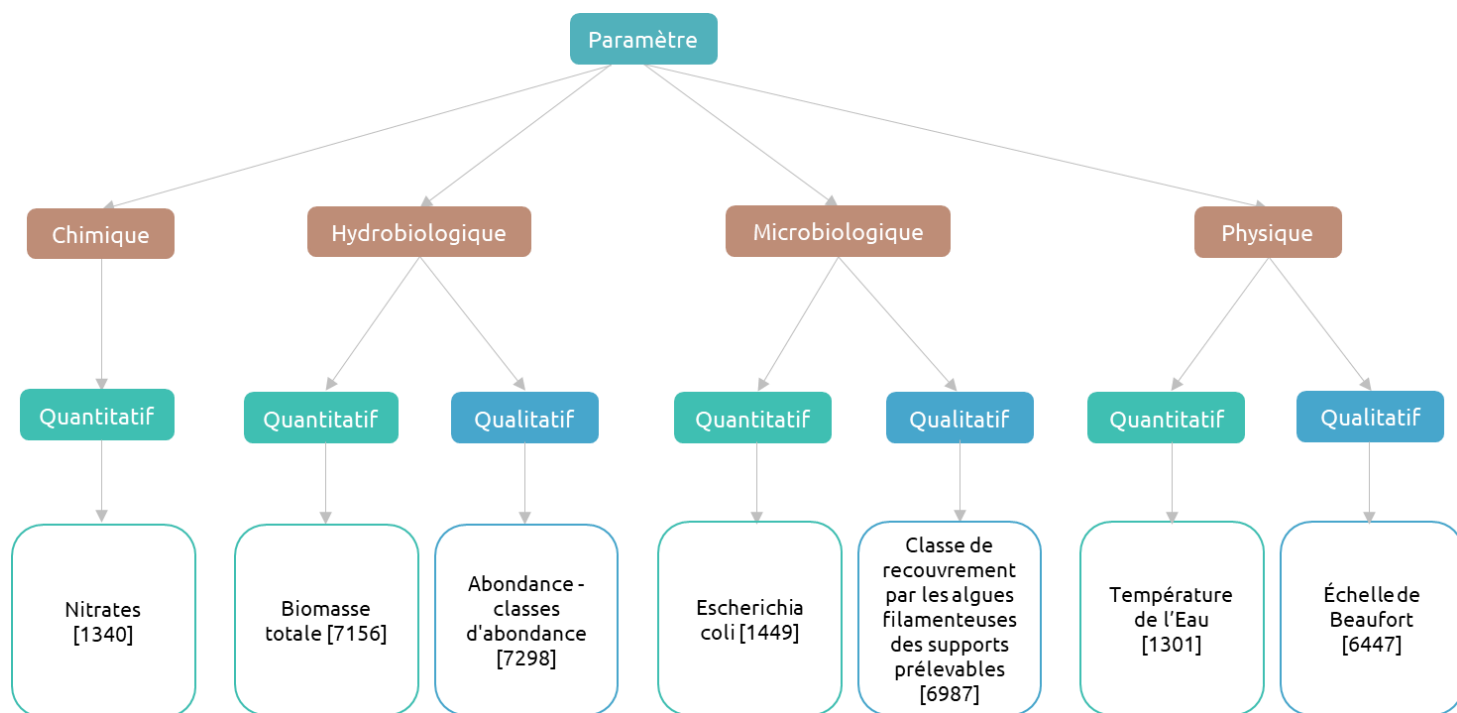 Paramètre
Chimique
Hydrobiologique
Microbiologique
Physique
Quantitatif
Quantitatif
Qualitatif
Quantitatif
Qualitatif
Quantitatif
Qualitatif
Nitrates
[1340]
Biomasse
totale [7156]
Abondance -
classes
d'abondance
[7298]
Escherichia
coli [1449]
Classe de
recouvrement
par les algues
filamenteuses
des supports
prélevables
[6987]
Température
de l’Eau
[1301]
Échelle de
Beaufort
[6447]